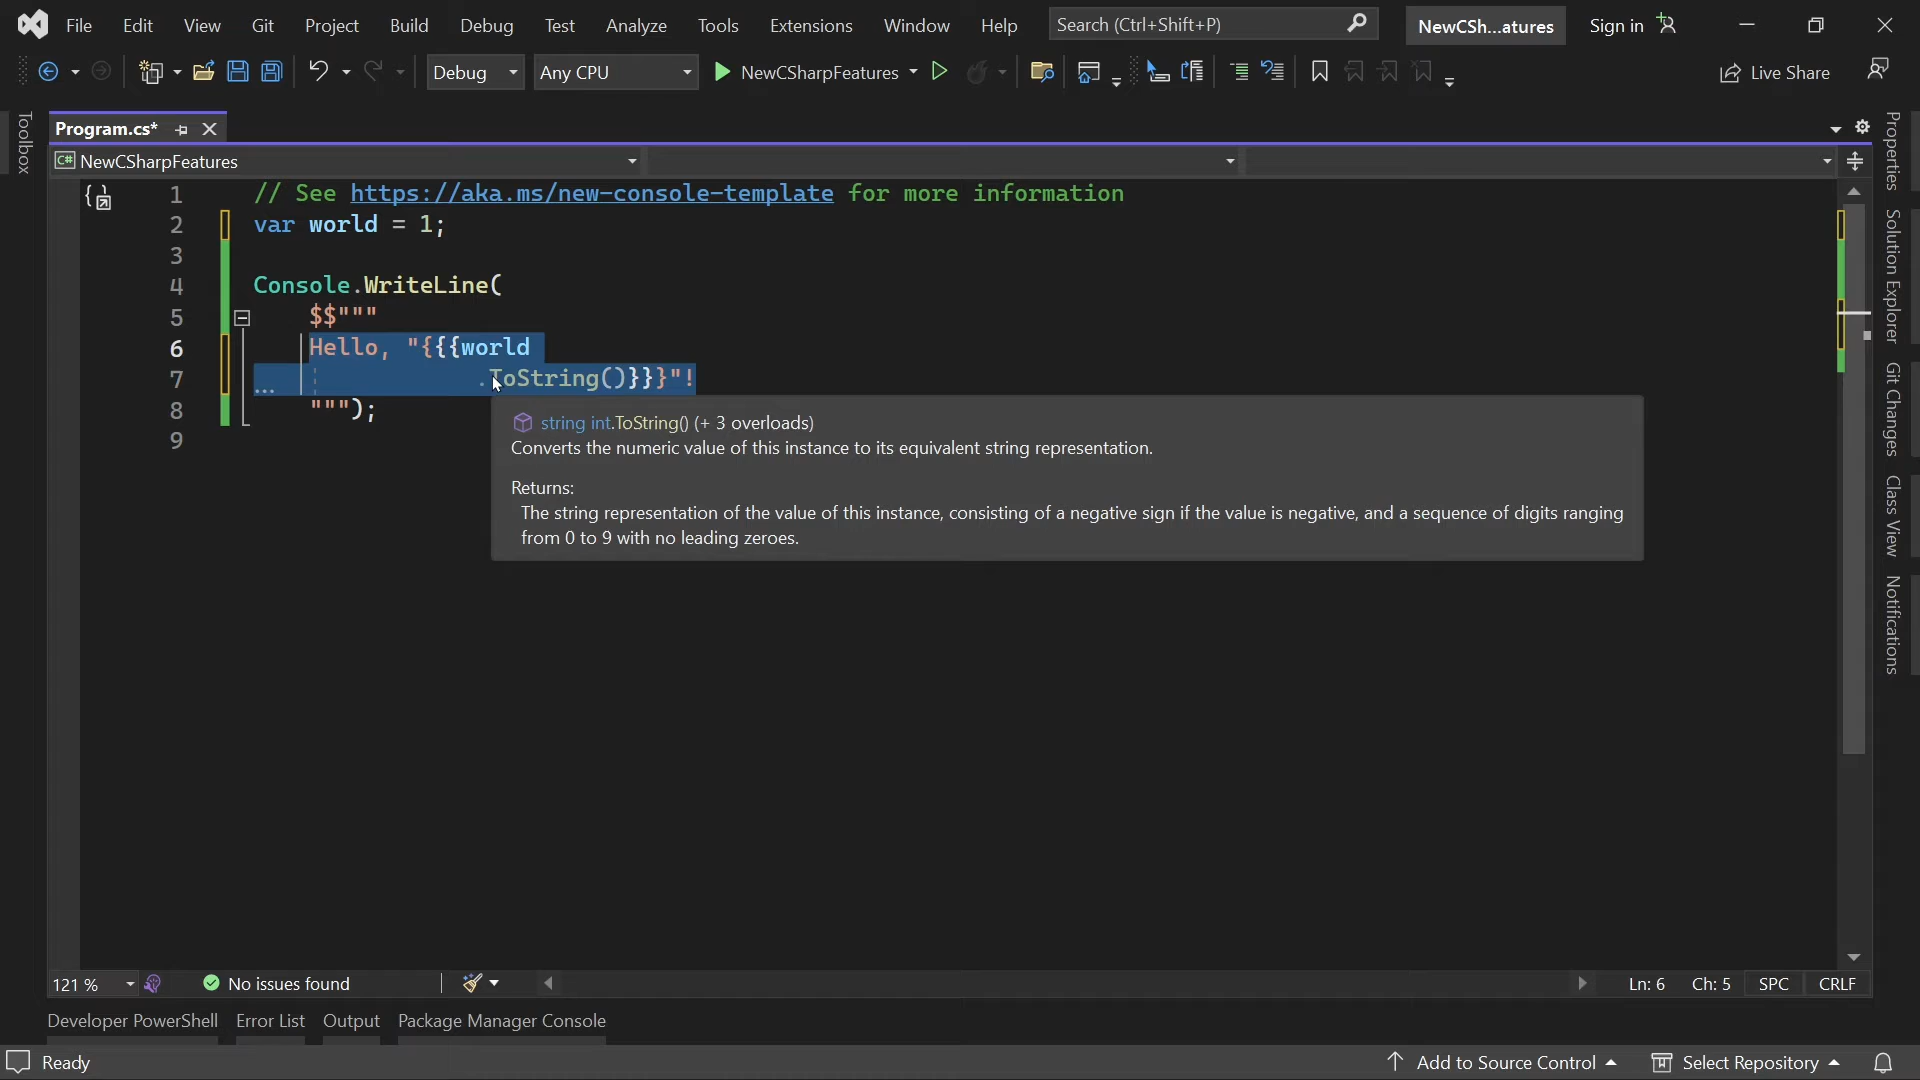 File Edit View Git Project Build Debug Test Analyze Tools Extensions Window Help Search (Ctrl+Shift+P) NewCSh...atures Sign in
Debug Any CPU NewCSharpFeatures Live Share
Toolbox
Program.cs*
C# NewCSharpFeatures
1 // See https://aka.ms/new-console-template for more information
2 var world = 1;
3
4 Console.WriteLine(
5 $$"""
6 Hello, "{{{world
7 ... .ToString()}}}"!
8 """);
9
string int.ToString() (+ 3 overloads)
Converts the numeric value of this instance to its equivalent string representation.
Returns:
The string representation of the value of this instance, consisting of a negative sign if the value is negative, and a sequence of digits ranging
from 0 to 9 with no leading zeroes.
Properties
Solution Explorer
Git Changes
Class View
Notifications
121 % No issues found Ln: 6 Ch: 5 SPC CRLF
Developer PowerShell Error List Output Package Manager Console
Ready Add to Source Control Select Repository